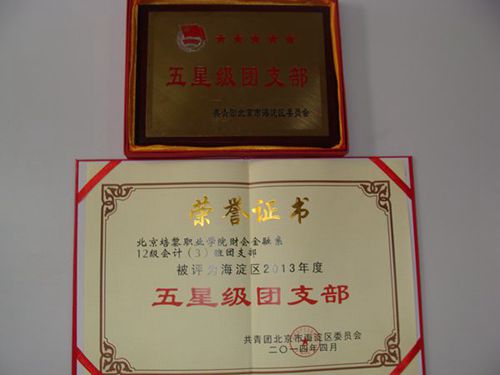 五星级团支部
共青团北京市海淀区委员会
荣誉证书
北京培黎职业学院财会金融系
12级会计（3）班团支部
被评为海淀区2013年度
五星级团支部
共青团北京市海淀区委员会
二〇一四年四月